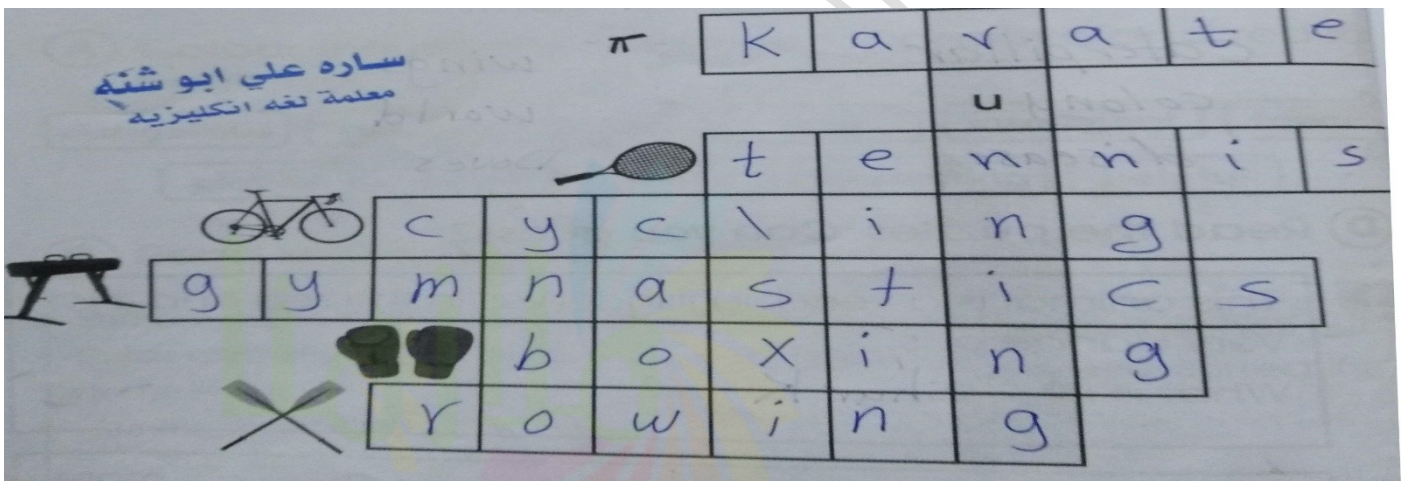 karate
ساره علي ابو شنه
معلمة لغه انكليزيه
u
tennis
cycling
gymnastics
boxing
rowing